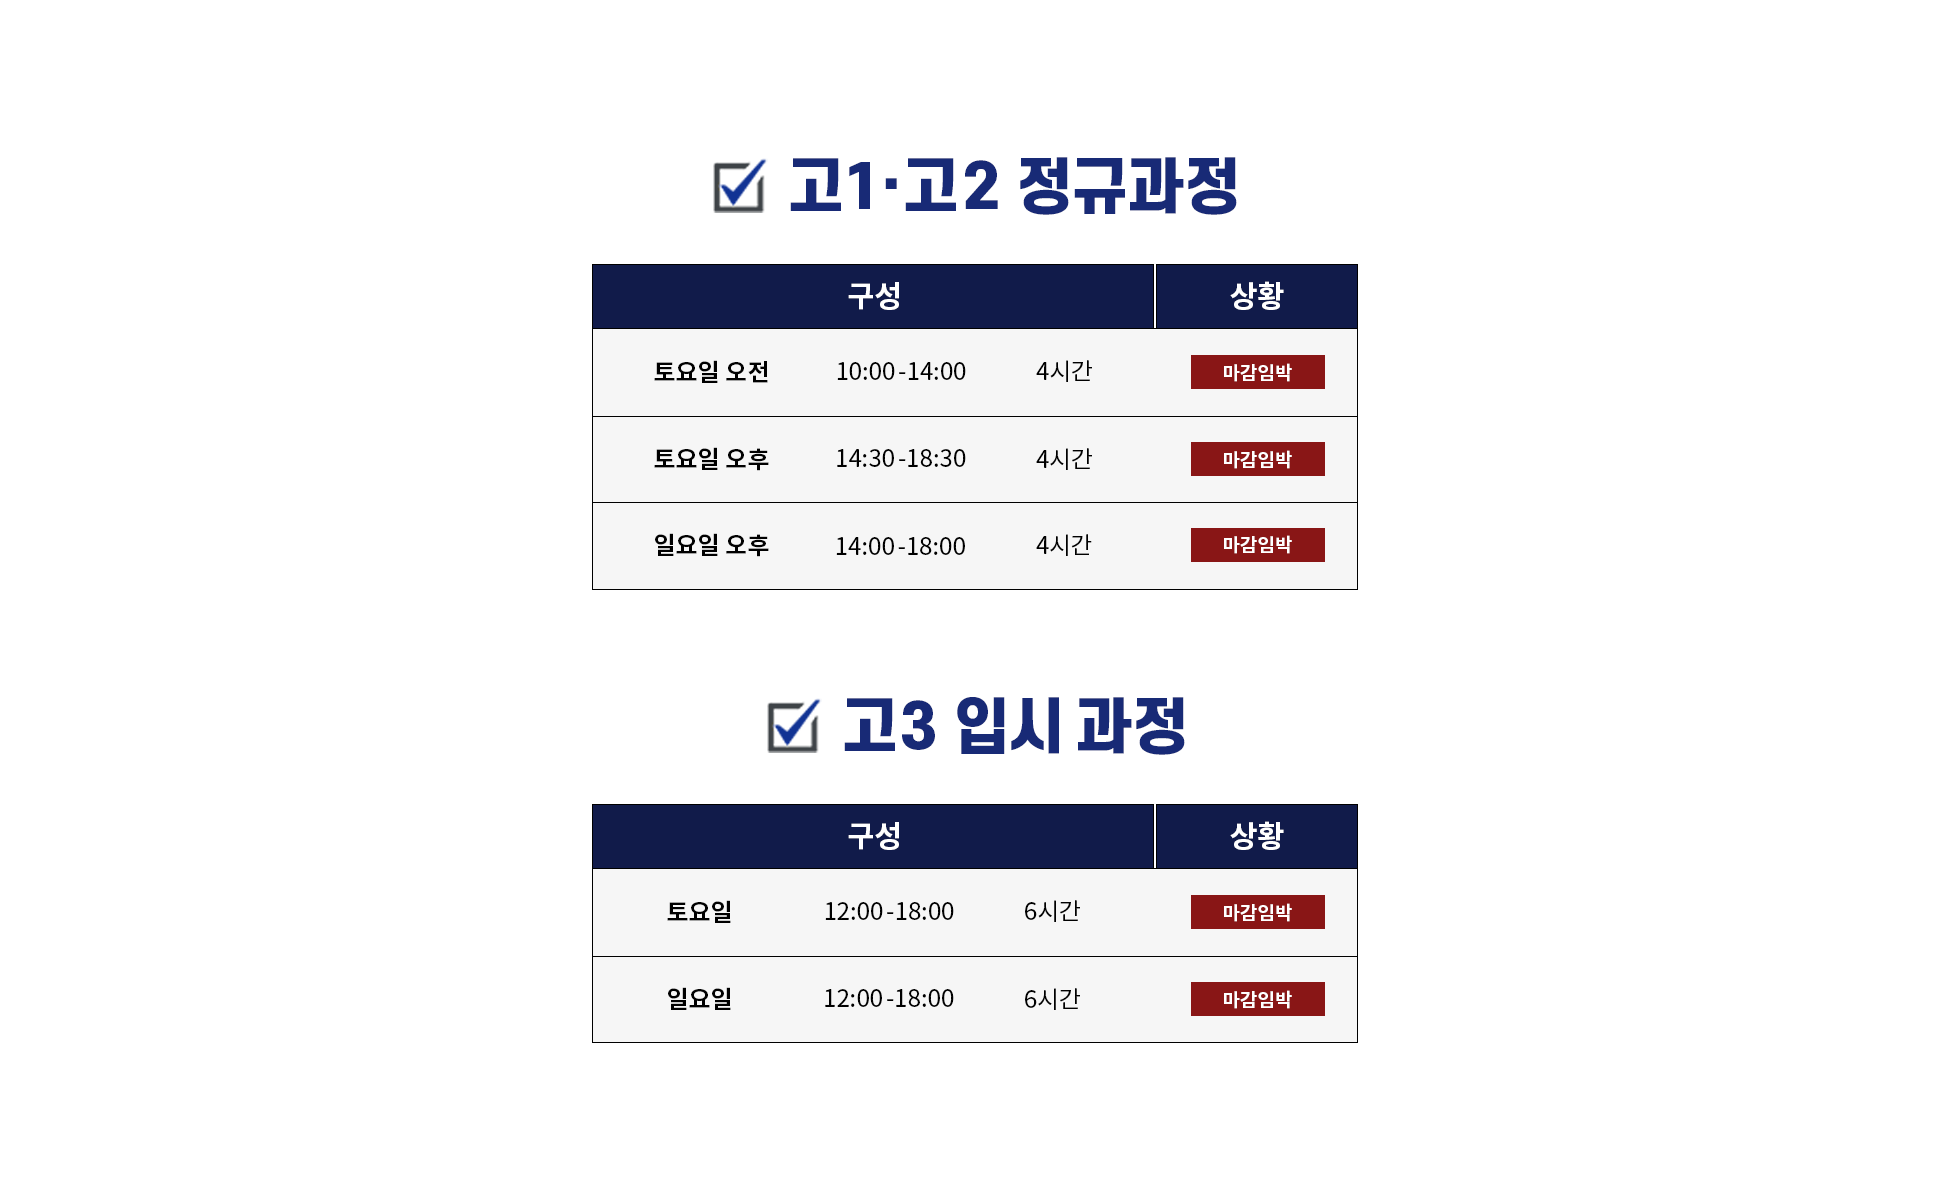 고1·고2 정규과정
구성 상황
토요일 오전 10:00-14:00 4시간 마감임박
토요일 오후 14:30-18:30 4시간 마감임박
일요일 오후 14:00-18:00 4시간 마감임박
고3 입시 과정
구성 상황
토요일 12:00-18:00 6시간 마감임박
일요일 12:00-18:00 6시간 마감임박